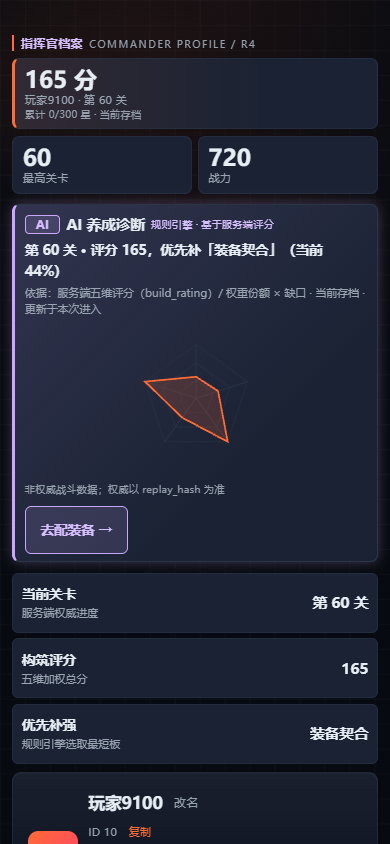 指挥官档案 COMMANDER PROFILE / R4
165 分
玩家9100 · 第 60 关
累计 0/300 星 · 当前存档
60
最高关卡
720
战力
AI AI 养成诊断 规则引擎 · 基于服务端评分
第 60 关 • 评分 165，优先补「装备契合」（当前
44%）
依据：服务端五维评分（build_rating）/ 权重份额 × 缺口 · 当前存档 ·
更新于本次进入
非权威战斗数据；权威以 replay_hash 为准
去配装备 →
当前关卡
服务端权威进度
第 60 关
构筑评分
五维加权总分
165
优先补强
规则引擎选取最短板
装备契合
玩家9100 改名
ID 10 复制